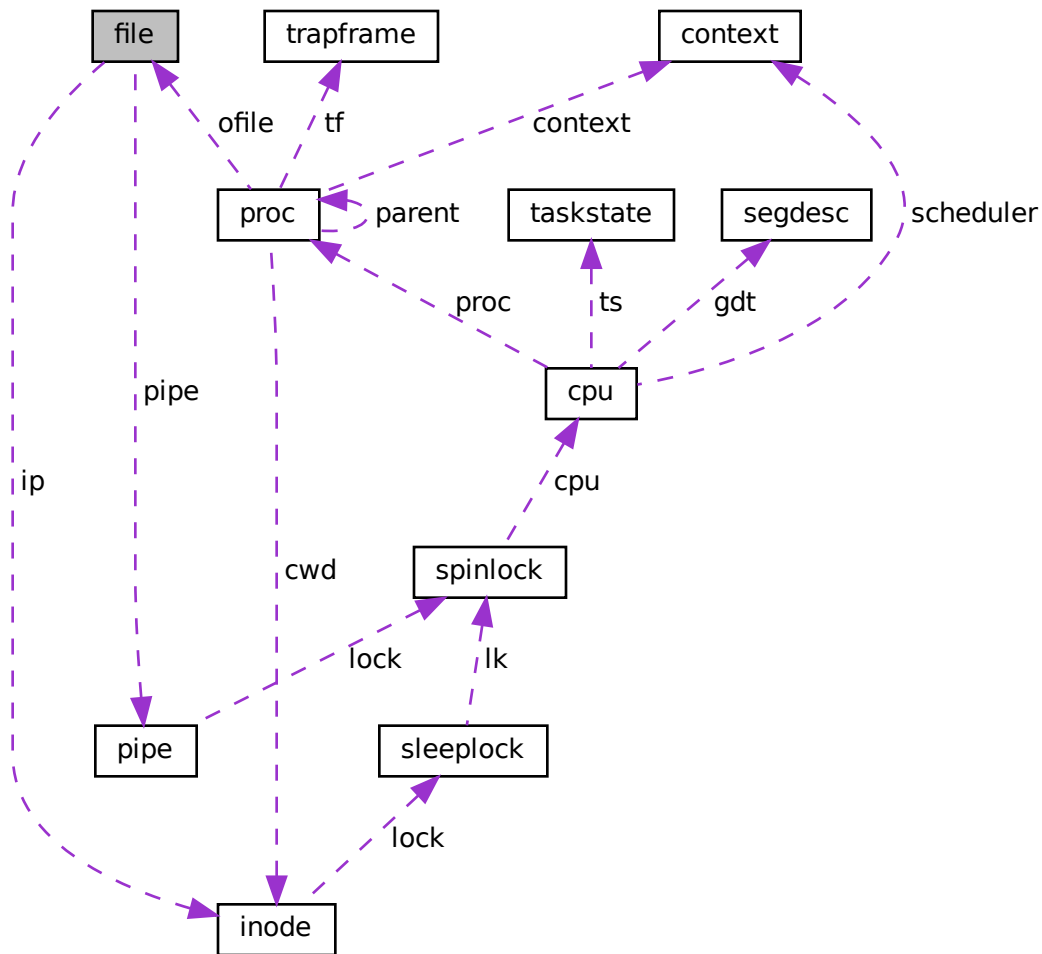 file
trapframe
context
ofile
tf
context
proc
parent
taskstate
segdesc
scheduler
proc
ts
gdt
cpu
pipe
ip
cpu
cwd
spinlock
lock
lk
pipe
sleeplock
lock
inode